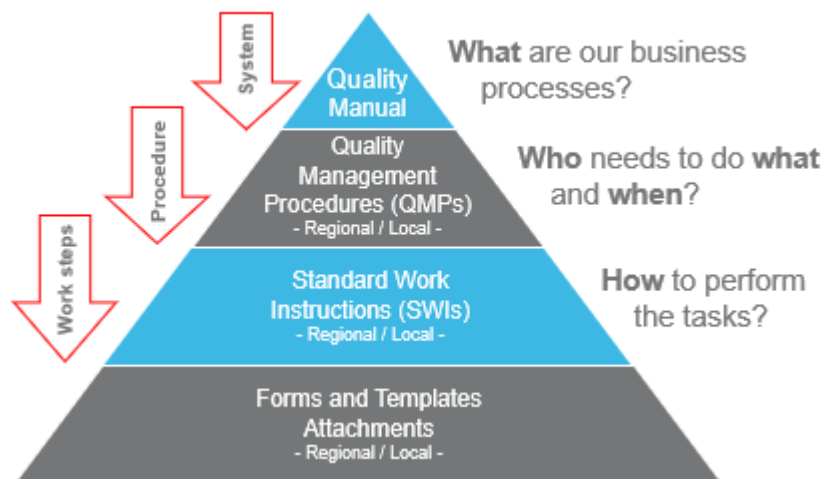 System
Quality
Manual
What are our business
processes?
Procedure
Quality
Management
Procedures (QMPs)
- Regional / Local -
Who needs to do what
and when?
Work steps
Standard Work
Instructions (SWIs)
- Regional / Local -
How to perform
the tasks?
Forms and Templates
Attachments
- Regional / Local -